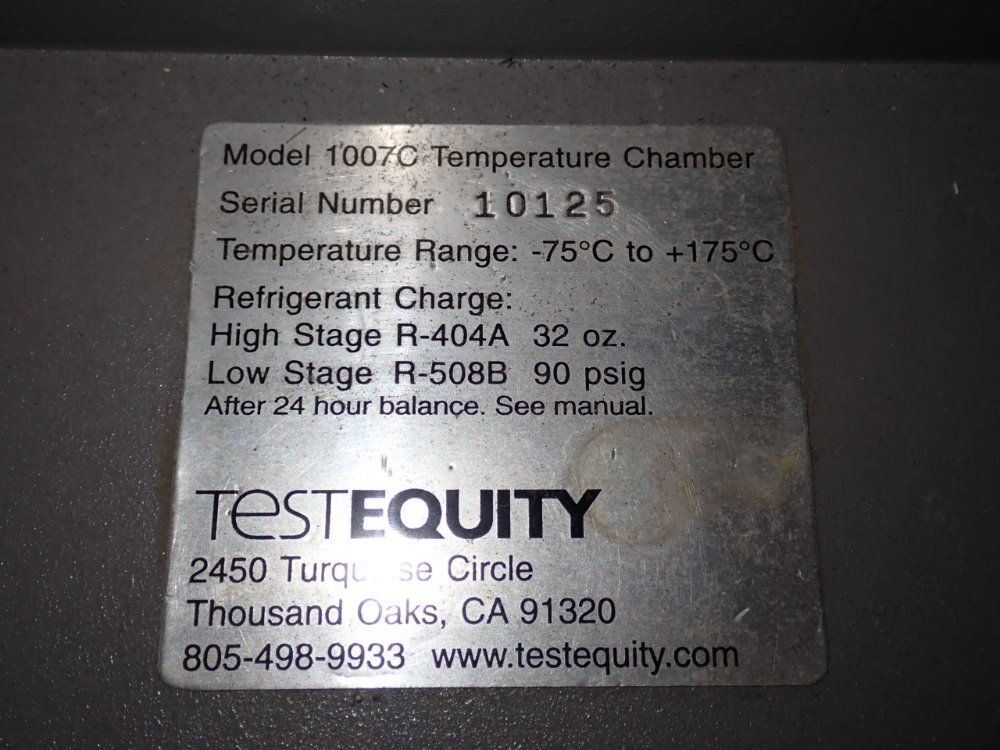 Model 1007C Temperature Chamber
Serial Number 10125
Temperature Range: -75°C to +175°C
Refrigerant Charge:
High Stage R-404A 32 oz.
Low Stage R-508B 90 psig
After 24 hour balance. See manual.
TestEQUITY
2450 Circle
Thousand Oaks, CA 91320
805-498-9933 www.testequity.com